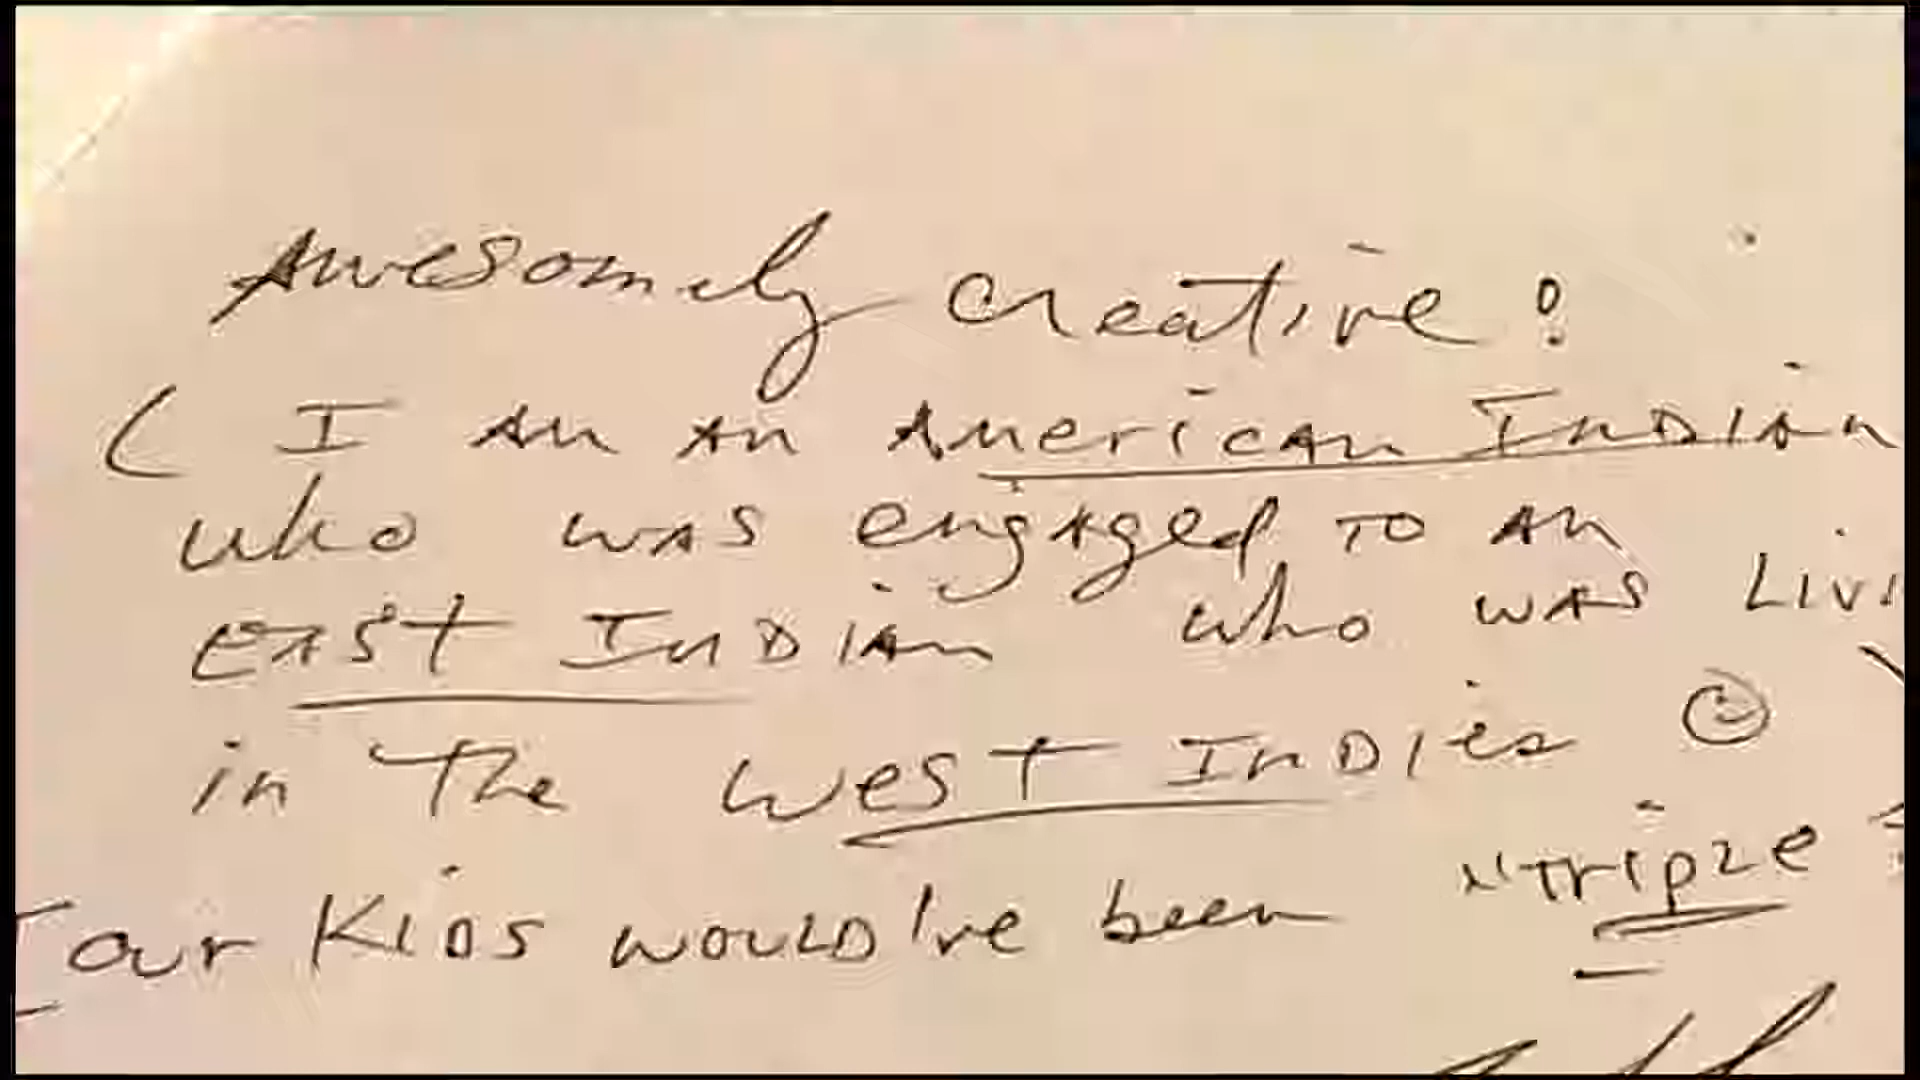 Awesomely creative!
( I AM AN AMERICAN INDIAN
who WAS engaged TO AN
EAST INDIAN who WAS LIVI
in The WEST INDIES ☺
OUR KIDS WOULD've been "TRIPLE